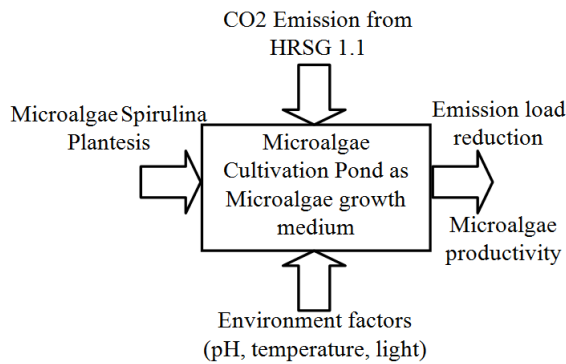 CO2 Emission from
HRSG 1.1
Microalgae Spirulina
Plantesis
Microalgae
Cultivation Pond as
Microalgae growth
medium
Emission load
reduction
Microalgae
productivity
Environment factors
(pH, temperature, light)